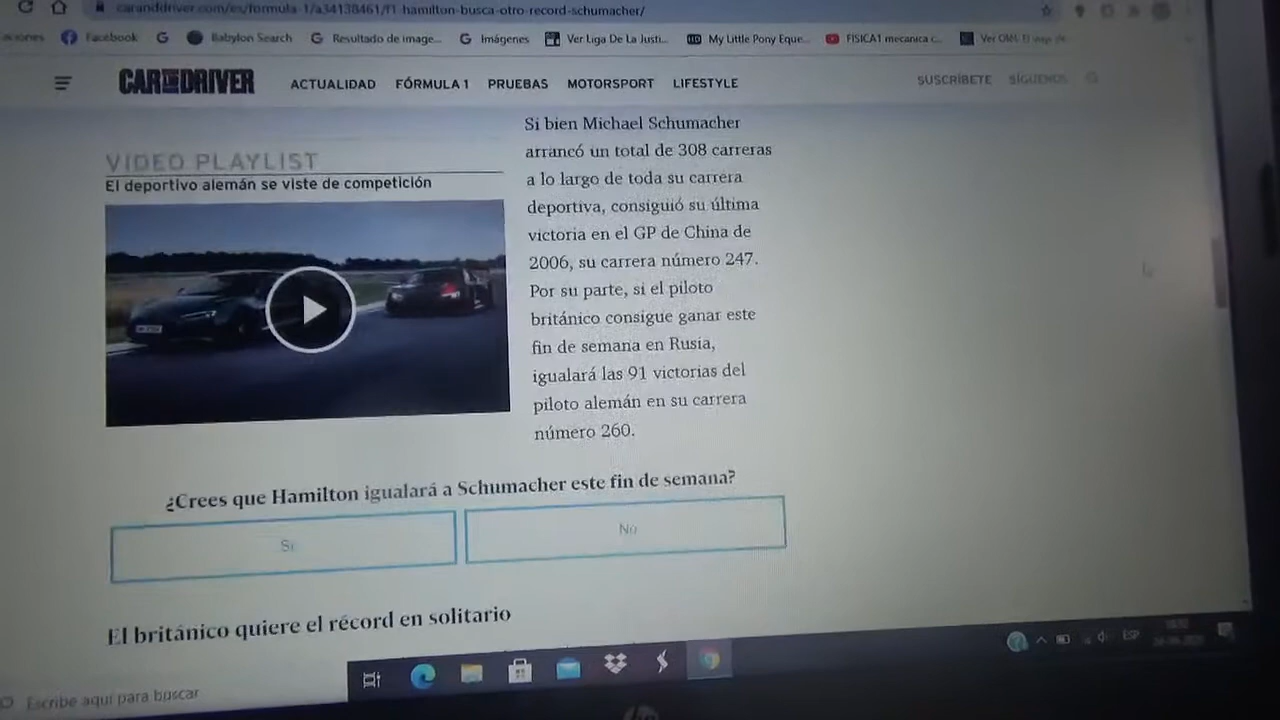 caranddriver.com/es/formula-1/a34138461/f1-hamilton-busca-otro-record-schumacher/
Facebook
Babylon Search
Resultado de image...
Imágenes
Ver Liga De La Justi...
My Little Pony Eque...
FISICA1 mecanica c...
CAR AND DRIVER
ACTUALIDAD
FÓRMULA 1
PRUEBAS
MOTORSPORT
LIFESTYLE
SUSCRÍBETE
SÍGUENOS
VIDEO PLAYLIST
El deportivo alemán se viste de competición
Si bien Michael Schumacher
arrancó un total de 308 carreras
a lo largo de toda su carrera
deportiva, consiguió su última
victoria en el GP de China de
2006, su carrera número 247.
Por su parte, si el piloto
británico consigue ganar este
fin de semana en Rusia,
igualará las 91 victorias del
piloto alemán en su carrera
número 260.
¿Crees que Hamilton igualará a Schumacher este fin de semana?
Sí
No
El británico quiere el récord en solitario
Escribe aquí para buscar
ESP
hp